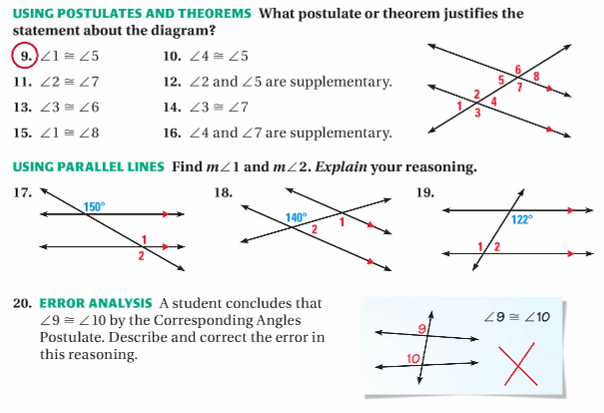 USING POSTULATES AND THEOREMS What postulate or theorem justifies the
statement about the diagram?
9. ∠1 ≅ ∠5
10. ∠4 ≅ ∠5
11. ∠2 ≅ ∠7
12. ∠2 and ∠5 are supplementary.
13. ∠3 ≅ ∠6
14. ∠3 ≅ ∠7
15. ∠1 ≅ ∠8
16. ∠4 and ∠7 are supplementary.
6
5 8
7
2
1 4
3
USING PARALLEL LINES Find m∠1 and m∠2. Explain your reasoning.
17.
150°
1
2
18.
140°
1
2
19.
122°
1 2
20. ERROR ANALYSIS A student concludes that
∠9 ≅ ∠10 by the Corresponding Angles
Postulate. Describe and correct the error in
this reasoning.
9
10
∠9 ≅ ∠10